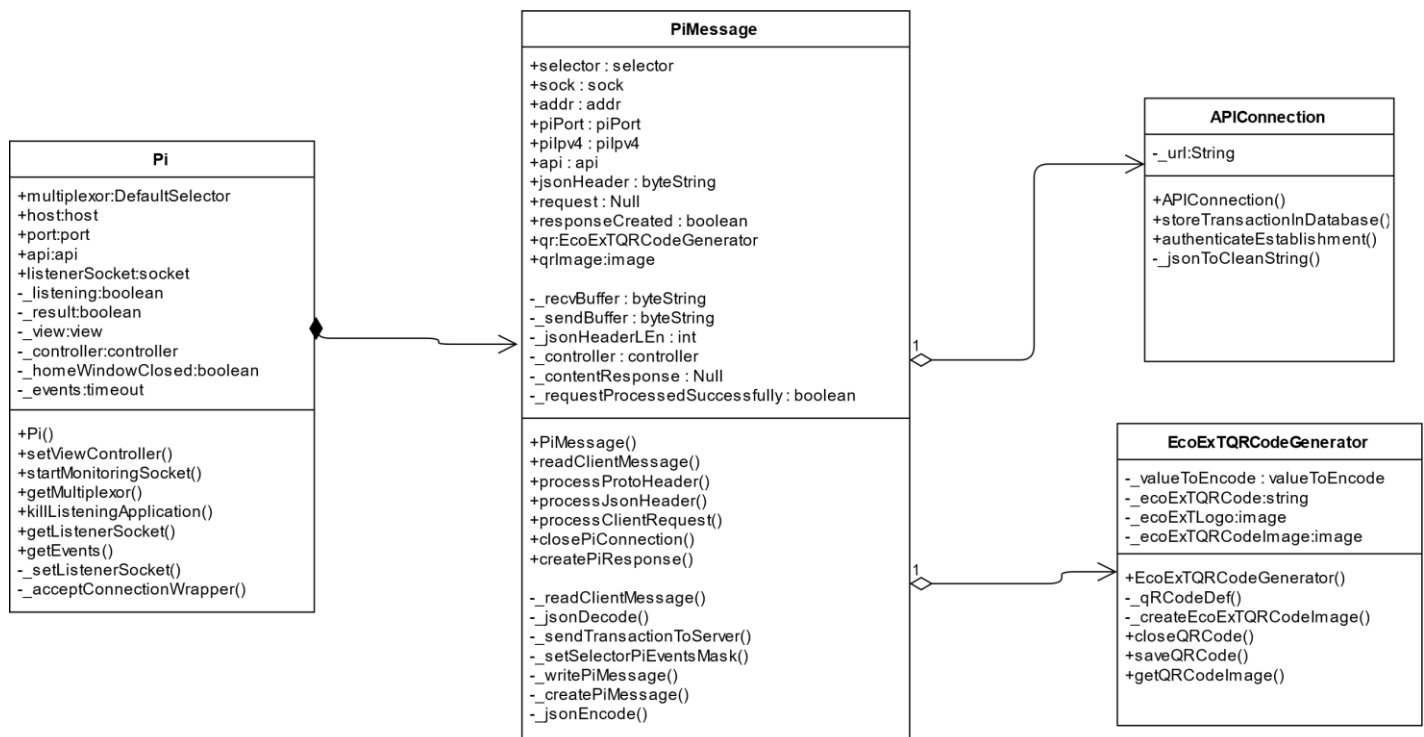 Pi
+multiplexor:DefaultSelector
+host:host
+port:port
+api:api
+listenerSocket:socket
-_listening:boolean
-_result:boolean
-_view:view
-_controller:controller
-_homeWindowClosed:boolean
-_events:timeout
+Pi()
+setViewController()
+startMonitoringSocket()
+getMultiplexor()
+killListeningApplication()
+getListenerSocket()
+getEvents()
-_setListenerSocket()
-_acceptConnectionWrapper()
PiMessage
+selector : selector
+sock : sock
+addr : addr
+piPort : piPort
+piIpv4 : piIpv4
+api : api
+jsonHeader : byteString
+request : Null
+responseCreated : boolean
+qr:EcoExTQRCodeGenerator
+qrImage:image
-_recvBuffer : byteString
-_sendBuffer : byteString
-_jsonHeaderLEn : int
-_controller : controller
-_contentResponse : Null
-_requestProcessedSuccessfully : boolean
+PiMessage()
+readClientMessage()
+processProtoHeader()
+processJsonHeader()
+processClientRequest()
+closePiConnection()
+createPiResponse()
-_readClientMessage()
-_jsonDecode()
-_sendTransactionToServer()
-_setSelectorPiEventsMask()
-_writePiMessage()
-_createPiMessage()
-_jsonEncode()
1
1
APIConnection
-_url:String
+APIConnection()
+storeTransactionInDatabase()
+authenticateEstablishment()
-_jsonToCleanString()
EcoExTQRCodeGenerator
-_valueToEncode : valueToEncode
-_ecoExTQRCode:string
-_ecoExTLogo:image
-_ecoExTQRCodeImage:image
+EcoExTQRCodeGenerator()
-_qRCodeDef()
-_createEcoExTQRCodeImage()
+closeQRCode()
+saveQRCode()
+getQRCodeImage()